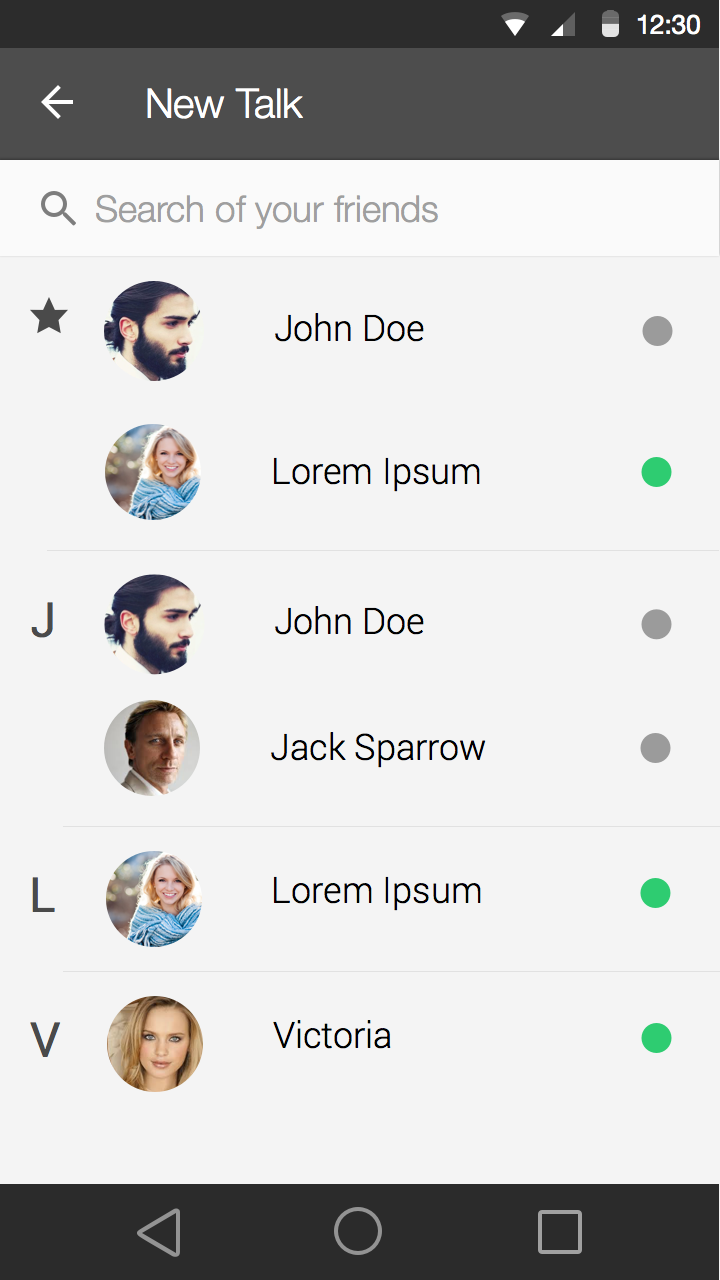 12:30
New Talk
Search of your friends
John Doe
Lorem Ipsum
J
John Doe
Jack Sparrow
L
Lorem Ipsum
V
Victoria